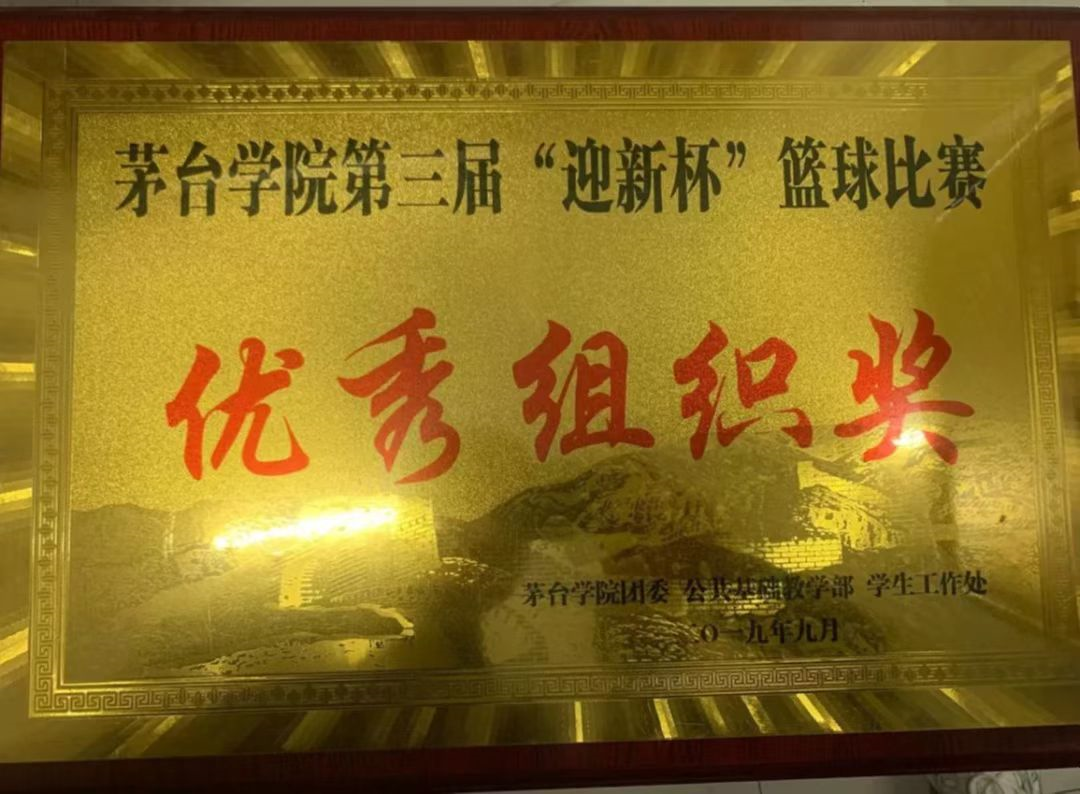 茅台学院第三届“迎新杯”篮球比赛
优秀组织奖
茅台学院团委 公共基础教学部 学生工作处
二〇一九年九月